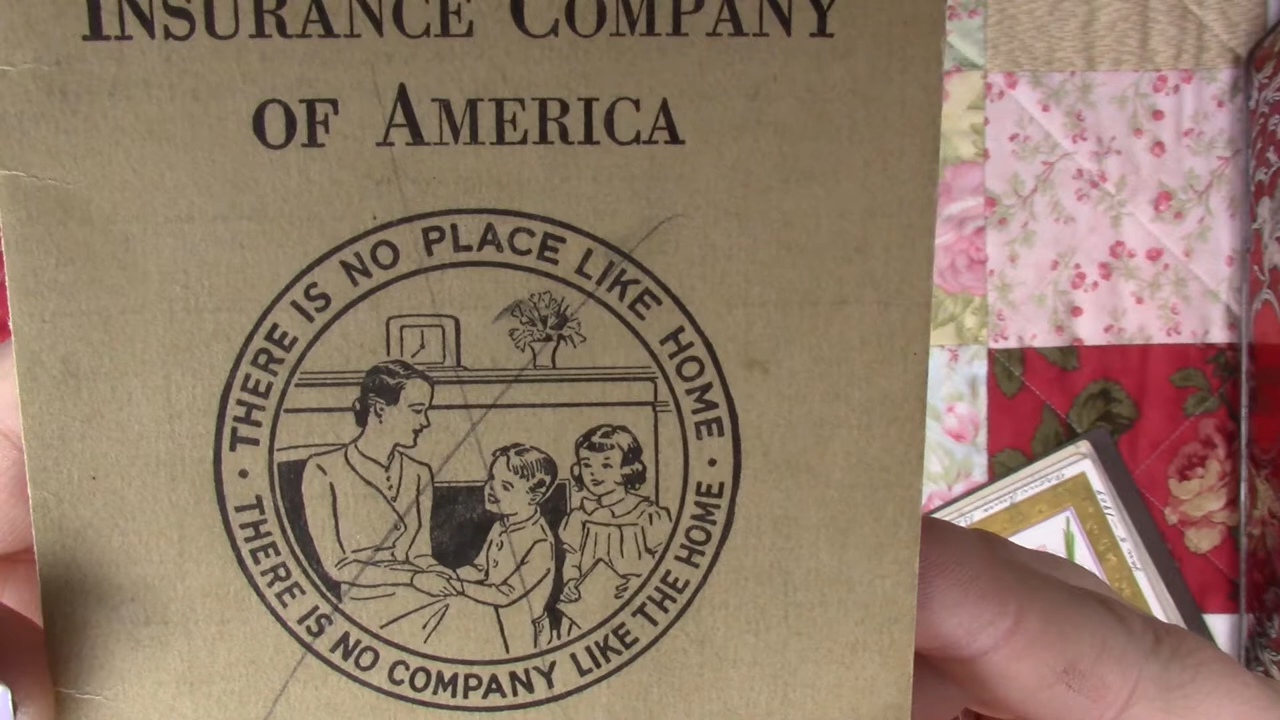 INSURANCE COMPANY
OF AMERICA
THERE IS NO PLACE LIKE HOME
THERE IS NO COMPANY LIKE THE HOME